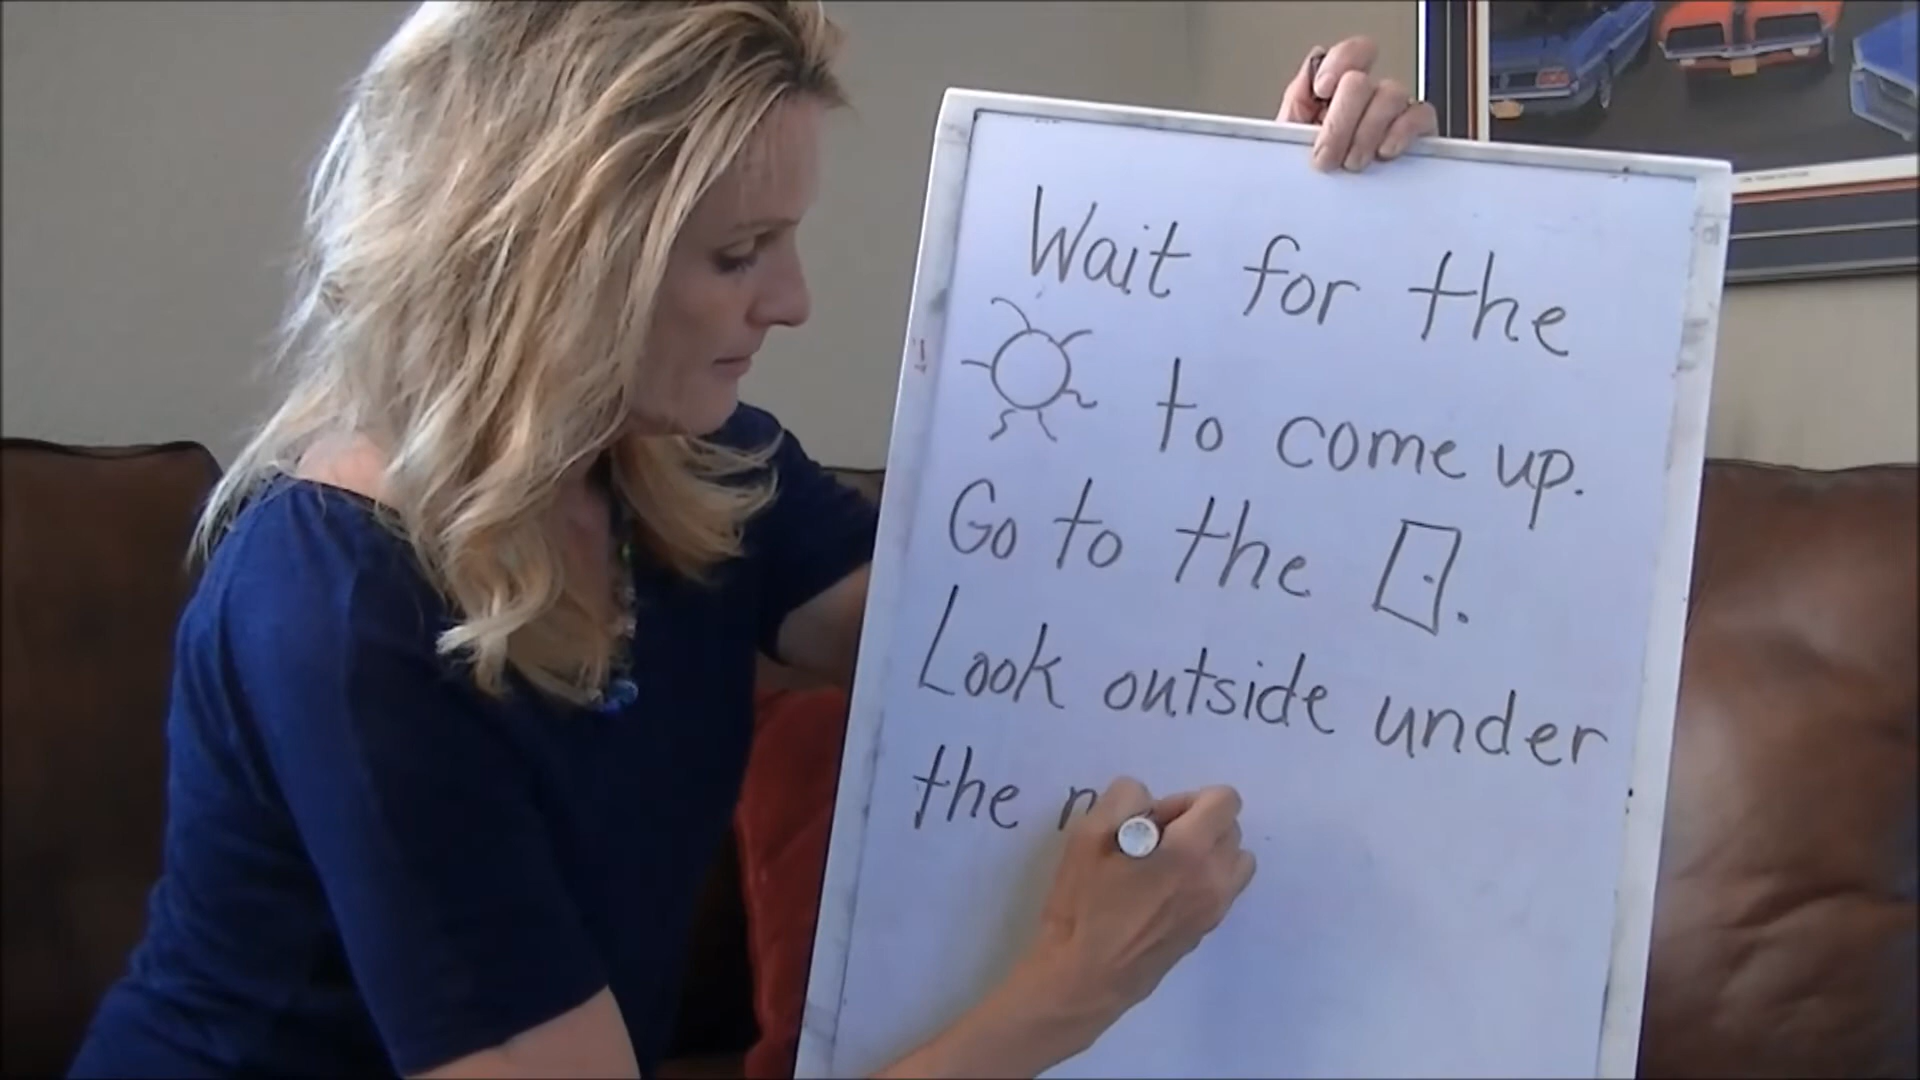 Wait for the
to come up.
Go to the .
Look outside under
the